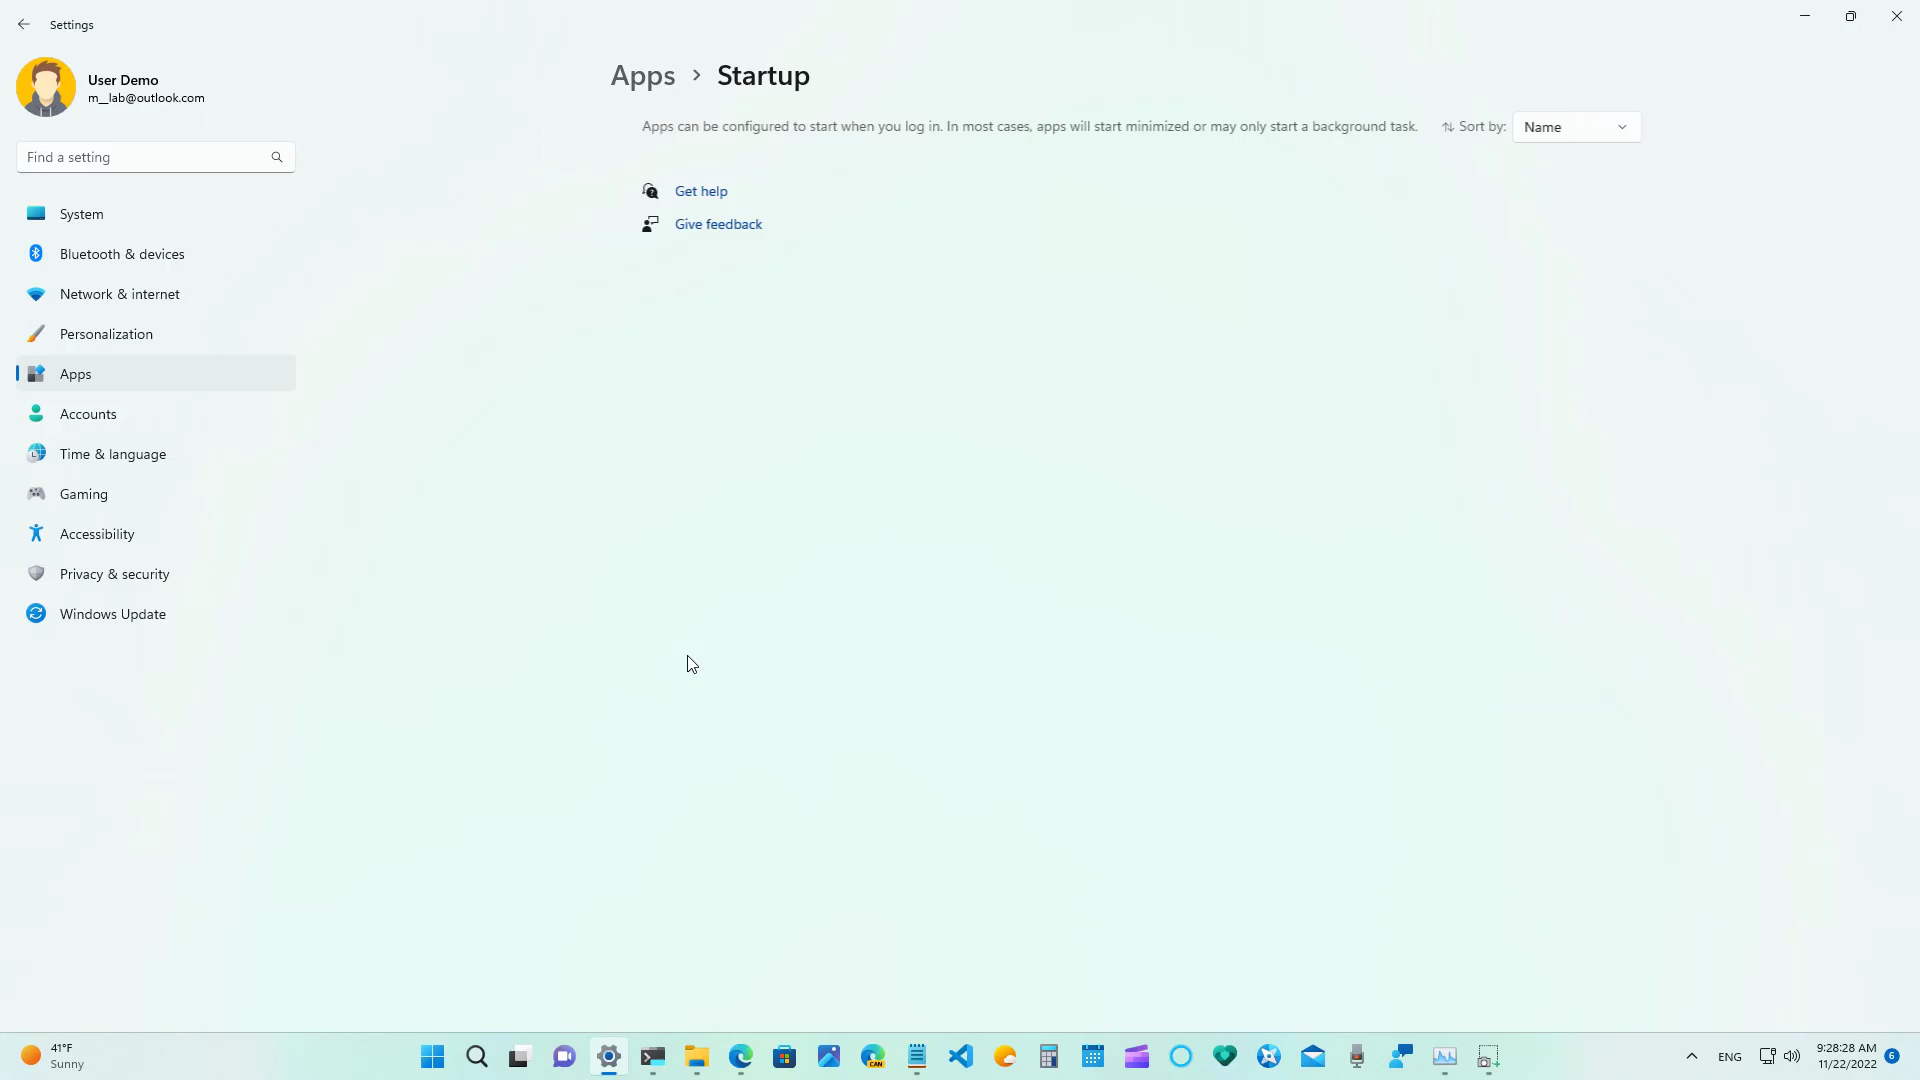 Settings
User Demo
m_lab@outlook.com
Find a setting
System
Bluetooth & devices
Network & internet
Personalization
Apps
Accounts
Time & language
Gaming
Accessibility
Privacy & security
Windows Update
Apps > Startup
Apps can be configured to start when you log in. In most cases, apps will start minimized or may only start a background task.
Sort by: Name
Get help
Give feedback
41°F
Sunny
CAN
ENG
9:28:28 AM
11/22/2022
6